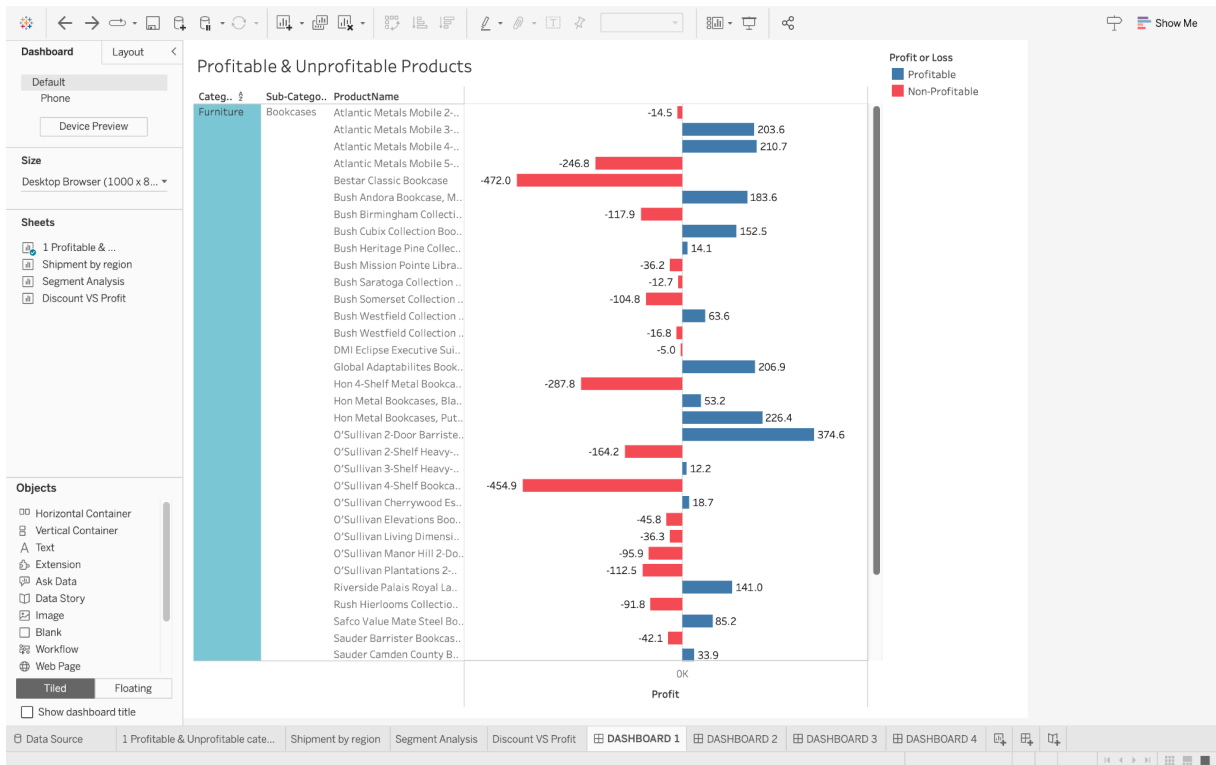 Show Me
Dashboard
Layout
Default
Phone
Device Preview
Size
Desktop Browser (1000 x 8...
Sheets
1 Profitable & ...
Shipment by region
Segment Analysis
Discount VS Profit
Objects
Horizontal Container
Vertical Container
Text
Extension
Ask Data
Data Story
Image
Blank
Workflow
Web Page
Tiled
Floating
Show dashboard title
Profitable & Unprofitable Products
Categ.. Sub-Catego.. ProductName
Furniture Bookcases Atlantic Metals Mobile 2-.. -14.5
Atlantic Metals Mobile 3-.. 203.6
Atlantic Metals Mobile 4-.. 210.7
Atlantic Metals Mobile 5-.. -246.8
Bestar Classic Bookcase -472.0
Bush Andora Bookcase, M.. 183.6
Bush Birmingham Collecti.. -117.9
Bush Cubix Collection Boo.. 152.5
Bush Heritage Pine Collec.. 14.1
Bush Mission Pointe Libra.. -36.2
Bush Saratoga Collection .. -12.7
Bush Somerset Collection .. -104.8
Bush Westfield Collection .. 63.6
Bush Westfield Collection .. -16.8
DMI Eclipse Executive Sui.. -5.0
Global Adaptabilites Book.. 206.9
Hon 4-Shelf Metal Bookca.. -287.8
Hon Metal Bookcases, Bla.. 53.2
Hon Metal Bookcases, Put.. 226.4
O'Sullivan 2-Door Barriste.. 374.6
O'Sullivan 2-Shelf Heavy-.. -164.2
O'Sullivan 3-Shelf Heavy-.. 12.2
O'Sullivan 4-Shelf Bookca.. -454.9
O'Sullivan Cherrywood Es.. 18.7
O'Sullivan Elevations Boo.. -45.8
O'Sullivan Living Dimensi.. -36.3
O'Sullivan Manor Hill 2-Do.. -95.9
O'Sullivan Plantations 2-.. -112.5
Riverside Palais Royal La.. 141.0
Rush Hierlooms Collectio.. -91.8
Safco Value Mate Steel Bo.. 85.2
Sauder Barrister Bookcas.. -42.1
Sauder Camden County B.. 33.9
0K
Profit
Profit or Loss
Profitable
Non-Profitable
Data Source 1 Profitable & Unprofitable cate... Shipment by region Segment Analysis Discount VS Profit DASHBOARD 1 DASHBOARD 2 DASHBOARD 3 DASHBOARD 4